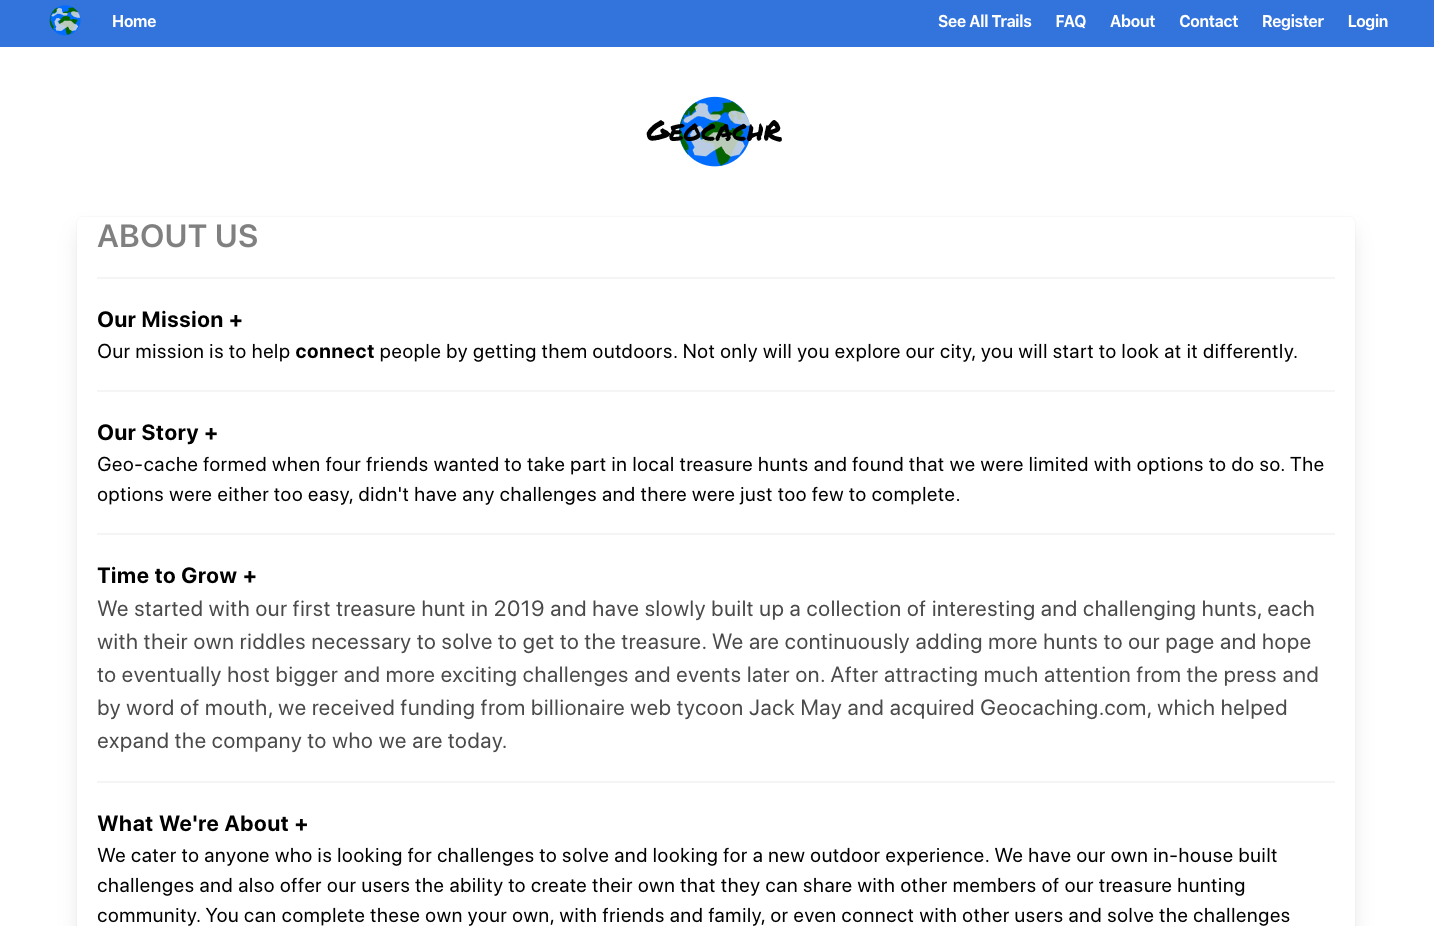 Home See All Trails FAQ About Contact Register Login
GEOCACHR
ABOUT US
Our Mission +
Our mission is to help connect people by getting them outdoors. Not only will you explore our city, you will start to look at it differently.
Our Story +
Geo-cache formed when four friends wanted to take part in local treasure hunts and found that we were limited with options to do so. The
options were either too easy, didn't have any challenges and there were just too few to complete.
Time to Grow +
We started with our first treasure hunt in 2019 and have slowly built up a collection of interesting and challenging hunts, each
with their own riddles necessary to solve to get to the treasure. We are continuously adding more hunts to our page and hope
to eventually host bigger and more exciting challenges and events later on. After attracting much attention from the press and
by word of mouth, we received funding from billionaire web tycoon Jack May and acquired Geocaching.com, which helped
expand the company to who we are today.
What We're About +
We cater to anyone who is looking for challenges to solve and looking for a new outdoor experience. We have our own in-house built
challenges and also offer our users the ability to create their own that they can share with other members of our treasure hunting
community. You can complete these own your own, with friends and family, or even connect with other users and solve the challenges